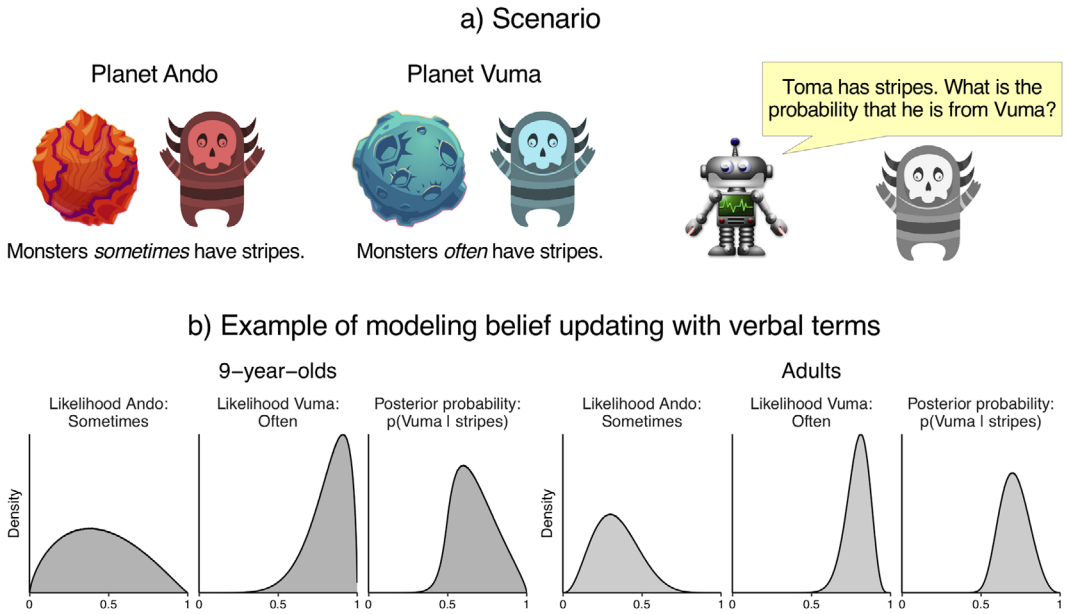 a) Scenario
Planet Ando
Planet Vuma
Toma has stripes. What is the
probability that he is from Vuma?
Monsters sometimes have stripes.
Monsters often have stripes.
b) Example of modeling belief updating with verbal terms
9−year−olds
Adults
Likelihood Ando:
Sometimes
Likelihood Vuma:
Often
Posterior probability:
p(Vuma | stripes)
Likelihood Ando:
Sometimes
Likelihood Vuma:
Often
Posterior probability:
p(Vuma | stripes)
Density
Density
0 0.5 1
0.5 1
0.5 1
0 0.5 1
0.5 1
0.5 1